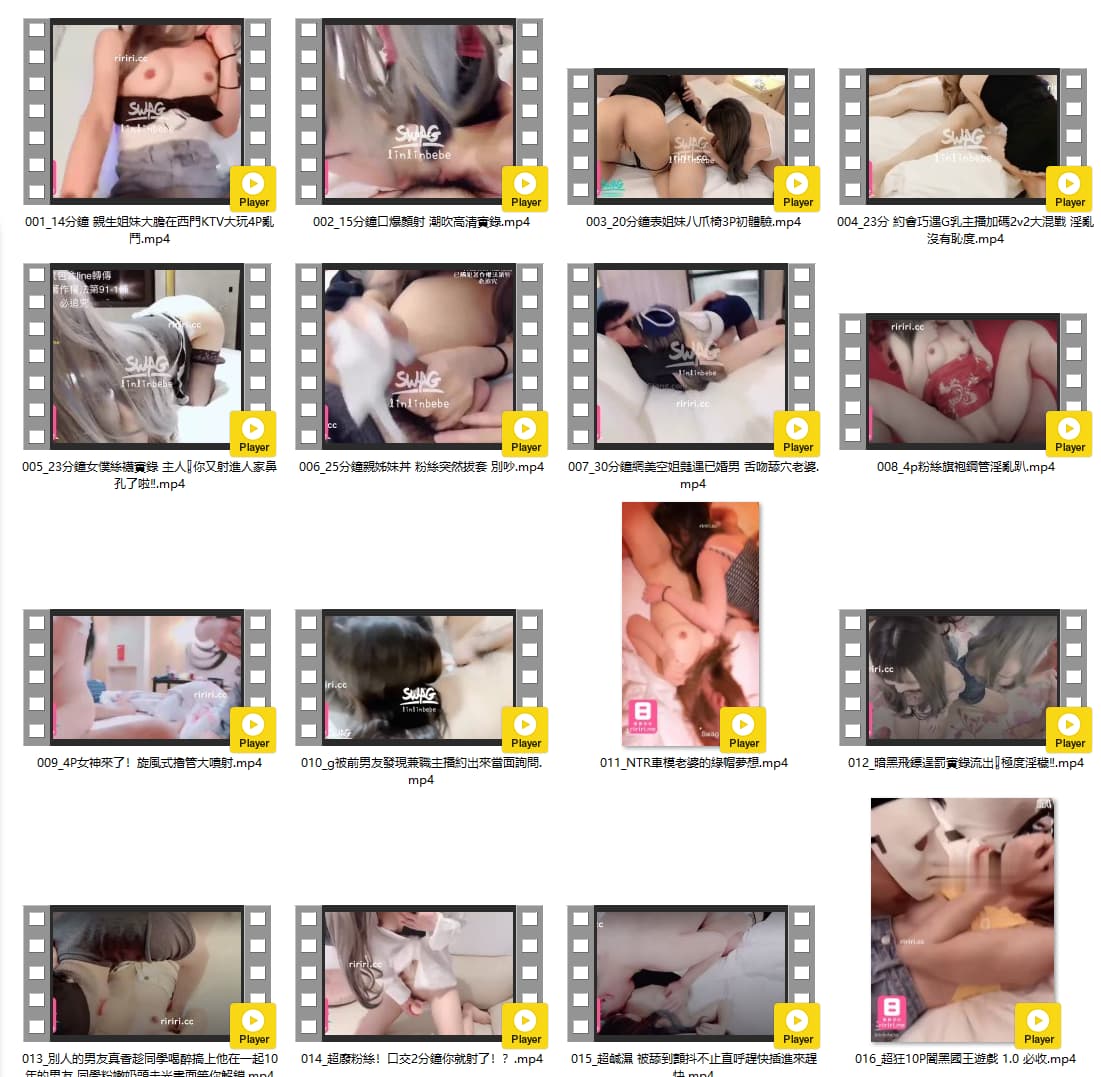 ririri.cc
SWAG
linlinbebe
Player
001_14分鐘 親生姐妹大膽在西門KTV大玩4P亂
鬥.mp4
SWAG
linlinbebe
Player
002_15分鐘口爆顏射 潮吹高清實錄.mp4
SWAG
Player
003_20分鐘表姐妹八爪椅3P初體驗.mp4
SWAG
linlinbebe
Player
004_23分 約會巧遇G乳主播加碼2v2大混戰 淫亂
沒有恥度.mp4
line轉傳
作權法第91-1條
必追究
ririri.cc
SWAG
linlinbebe
Player
005_23分鐘女僕絲襪實錄 主人 你又射進人家鼻
孔了啦!!.mp4
必追究
SWAG
linlinbebe
cc
Player
006_25分鐘親姊妹丼 粉絲突然拔套 別吵.mp4
SWAG
linlinbebe
ririri.cc
Player
007_30分鐘網美空姐豔遇已婚男 舌吻舔穴老婆.
mp4
ririri.cc
Player
008_4p粉絲旗袍鋼管淫亂趴.mp4
ririri.cc
Player
009_4P女神來了！旋風式擼管大噴射.mp4
iri.cc
SWAG
linlinbebe
Player
010_g被前男友發現兼職主播約出來當面詢問.
mp4
ririri.cc
Swag
Player
011_NTR車模老婆的綠帽夢想.mp4
iri.cc
Player
012_暗黑飛鏢逞罰實錄流出 極度淫穢!!.mp4
ririri.cc
Player
013_別人的男友真香趁同學喝醉搞上他在一起10
年的男友 同學粉嫩奶頭走光畫面等你解鎖.mp4
ririri.cc
Player
014_超廢粉絲！口交2分鐘你就射了！？.mp4
Player
015_超鹹濕 被舔到顫抖不止直呼趕快插進來趕
快.mp4
ririri.cc
Player
016_超狂10P闇黑國王遊戲 1.0 必收.mp4